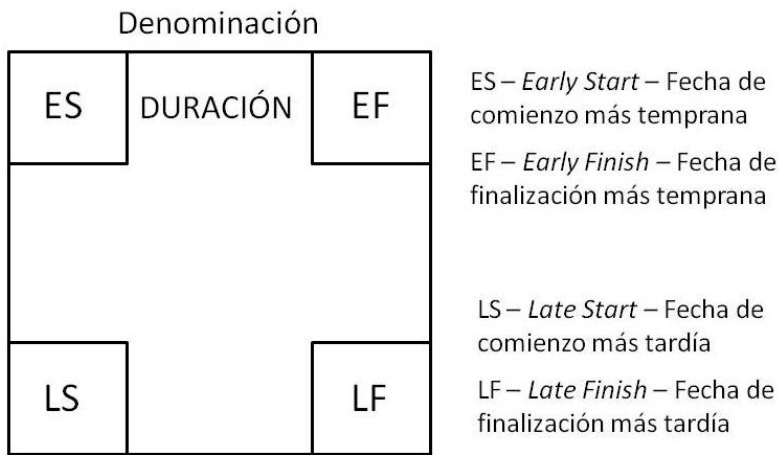 Denominación
ES DURACIÓN EF
ES – Early Start – Fecha de
comienzo más temprana
EF – Early Finish – Fecha de
finalización más temprana
LS LF
LS – Late Start – Fecha de
comienzo más tardía
LF – Late Finish – Fecha de
finalización más tardía